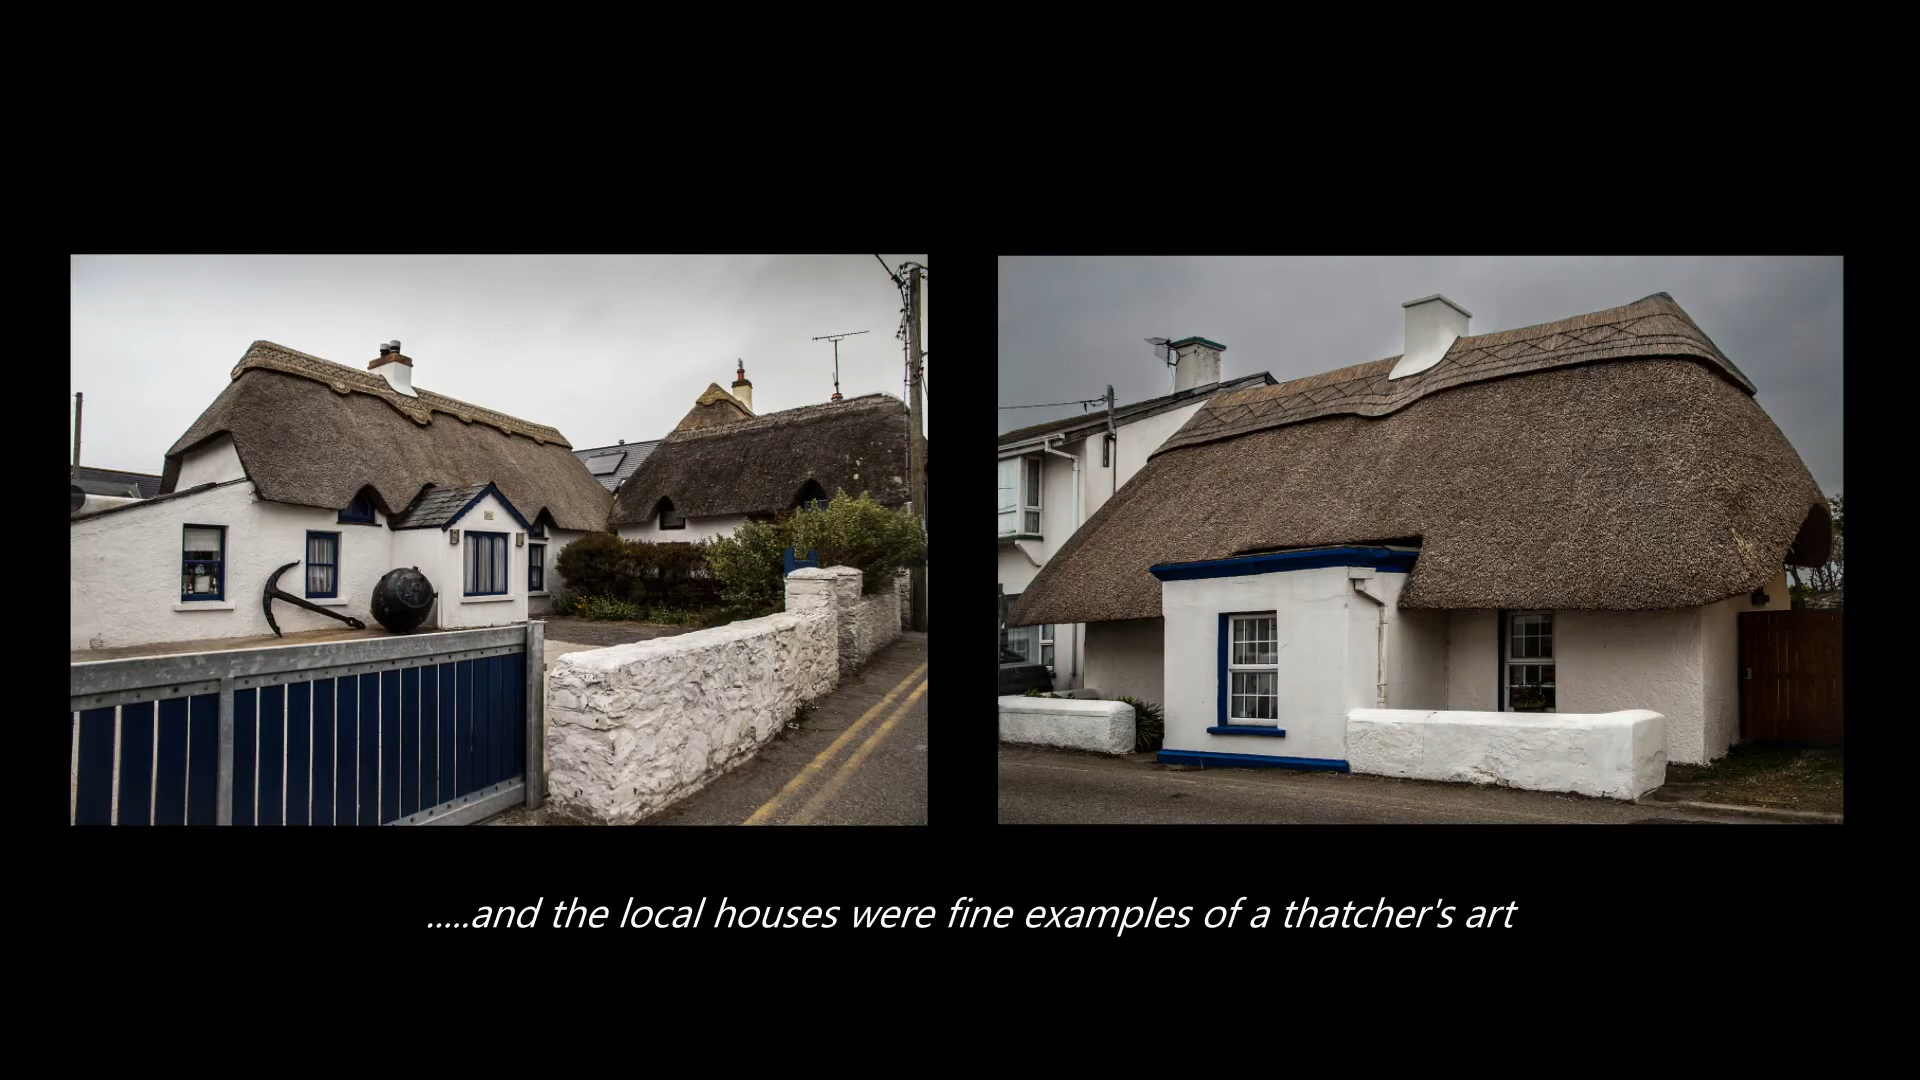 .....and the local houses were fine examples of a thatcher's art